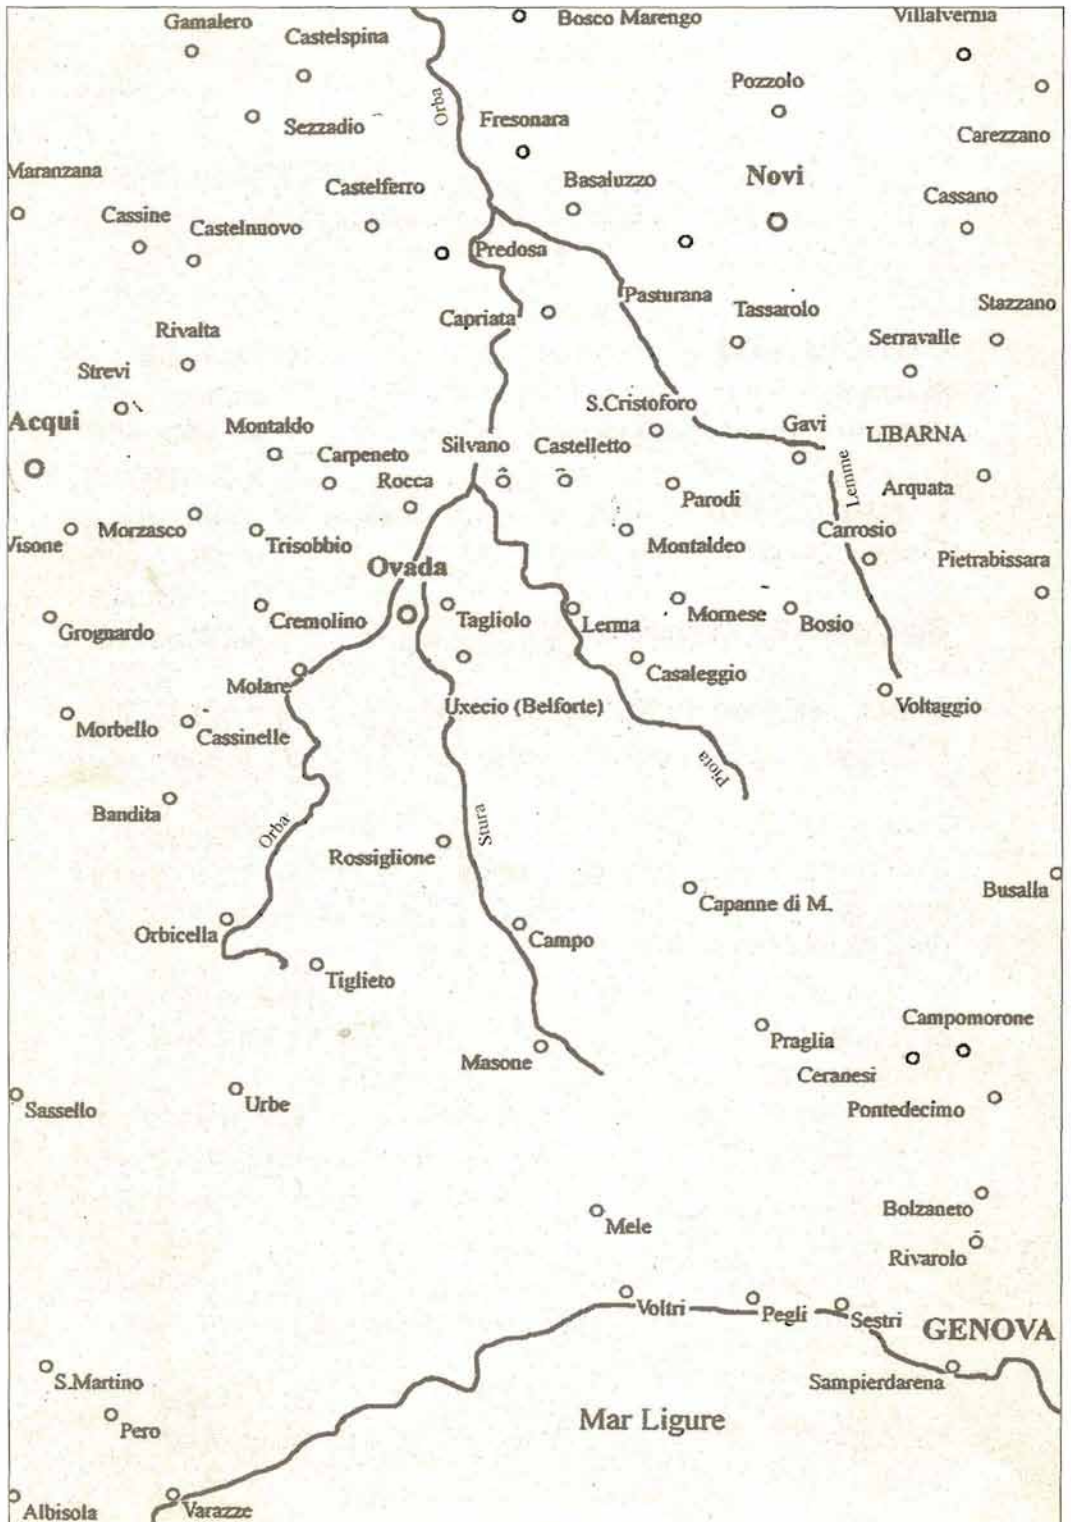 Gamalero
Castelspina
Bosco Marengo
Villalvernia
Orba
Pozzolo
Sezzadio
Fresonara
Carezzano
Maranzana
Castelferro
Basaluzzo
Novi
Cassano
Cassine
Castelnuovo
Predosa
Pasturana
Stazzano
Capriata
Tassarolo
Rivalta
Serravalle
Strevi
S.Cristoforo
Acqui
Montaldo
Gavi
LIBARNA
Silvano
Castelletto
Carpeneto
Rocca
Lemme
Arquata
Parodi
Visone
Morzasco
Trisobbio
Carrosio
Montaldeo
Pietrabissara
Ovada
Grognardo
Cremolino
Tagliolo
Lerma
Mornese
Bosio
Molare
Casaleggio
Uxecio (Belforte)
Voltaggio
Morbello
Cassinelle
Piota
Bandita
Orba
Stura
Rossiglione
Busalla
Capanne di M.
Orbicella
Campo
Tiglieto
Campomorone
Praglia
Masone
Ceranesi
Sassello
Urbe
Pontedecimo
Bolzaneto
Mele
Rivarolo
Voltri
Pegli
Sestri
GENOVA
S.Martino
Sampierdarena
Pero
Mar Ligure
Albisola
Varazze